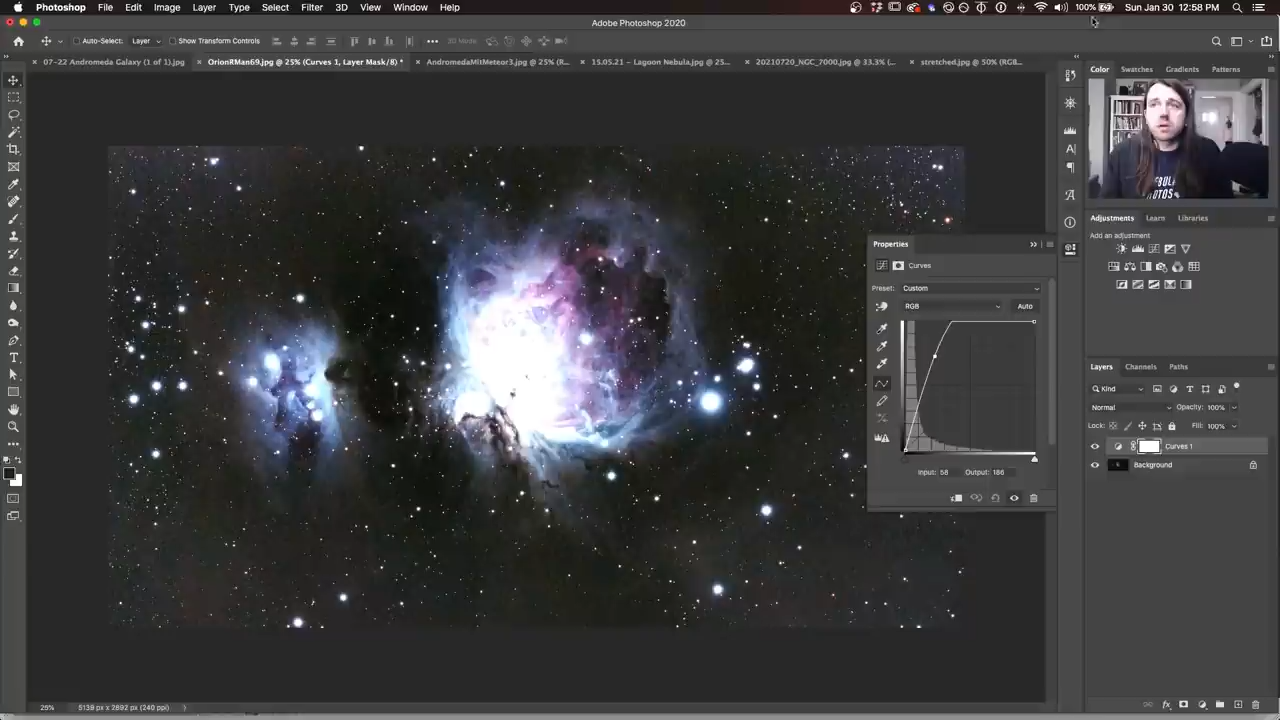 Photoshop File Edit Image Layer Type Select Filter 3D View Window Help 100% Sun Jan 30 12:58 PM
Adobe Photoshop 2020
Auto-Select: Layer Show Transform Controls 3D Mode:
07-22 Andromeda Galaxy (1 of 1).jpg
OrionRMan69.jpg @ 25% (Curves 1, Layer Mask/8) *
AndromedaMitMeteor3.jpg @ 25% (R...
15.05.21 – Lagoon Nebula.jpg @ 25...
20210720_NGC_7000.jpg @ 33.3% (...
stretched.jpg @ 50% (RGB...
Color Swatches Gradients Patterns
NEBULA
PHOTOS
Adjustments Learn Libraries
Add an adjustment
Properties
Curves
Preset: Custom
RGB Auto
Input: 58 Output: 186
Layers Channels Paths
Kind
Normal Opacity: 100%
Lock: Fill: 100%
Curves 1
Background
25% 5139 px x 2892 px (240 ppi)